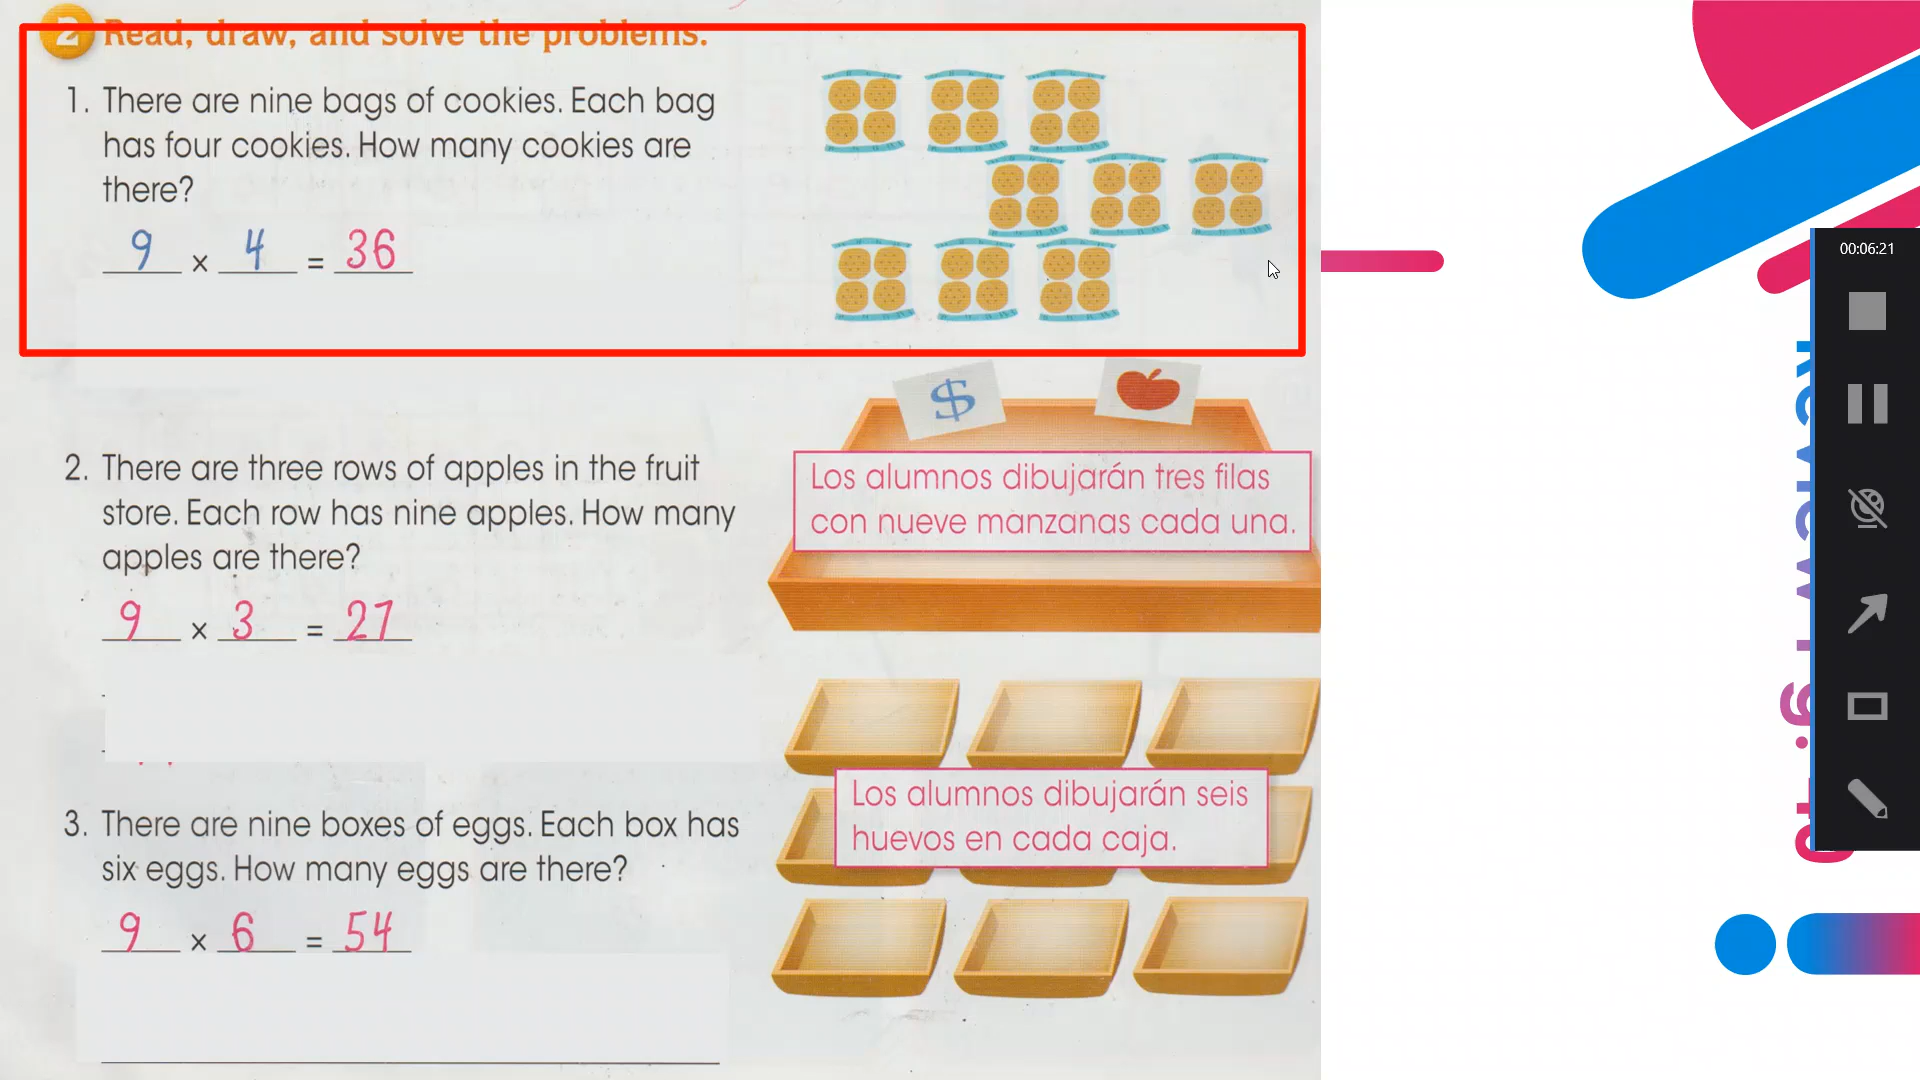 2 Read, draw, and solve the problems.
1. There are nine bags of cookies. Each bag
has four cookies. How many cookies are
there?
9 × 4 = 36
2. There are three rows of apples in the fruit
store. Each row has nine apples. How many
apples are there?
9 × 3 = 27
$
Los alumnos dibujarán tres filas
con nueve manzanas cada una.
3. There are nine boxes of eggs. Each box has
six eggs. How many eggs are there?
9 × 6 = 54
Los alumnos dibujarán seis
huevos en cada caja.
00:06:21